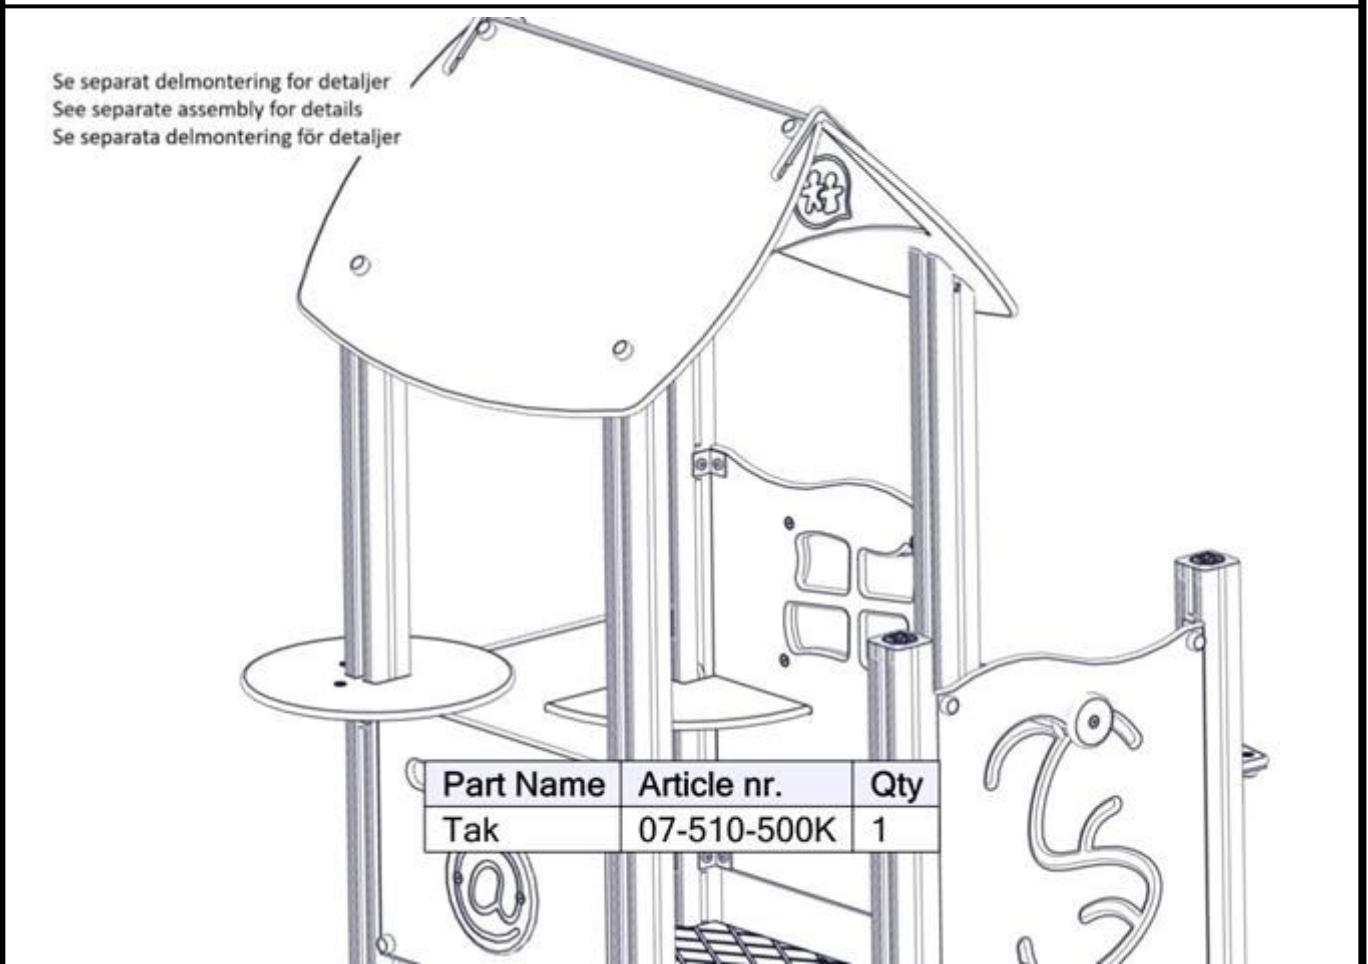 Se separat delmontering for detaljer
See separate assembly for details
Se separata delmontering för detaljer
Part Name Article nr. Qty
Tak 07-510-500K 1
@